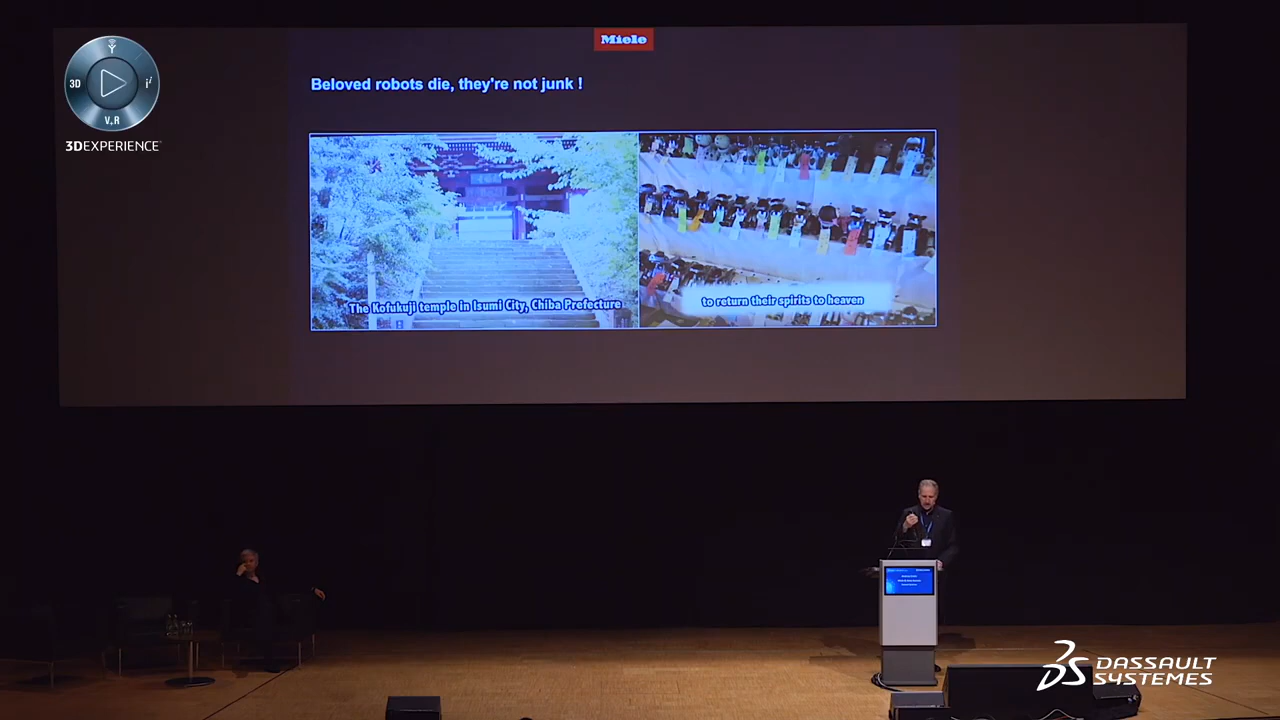 Miele
3D
V,R
3DEXPERIENCE
Beloved robots die, they're not junk !
The Kofukuji temple in Isumi City, Chiba Prefecture
to return their spirits to heaven
DASSAULT
SYSTEMES